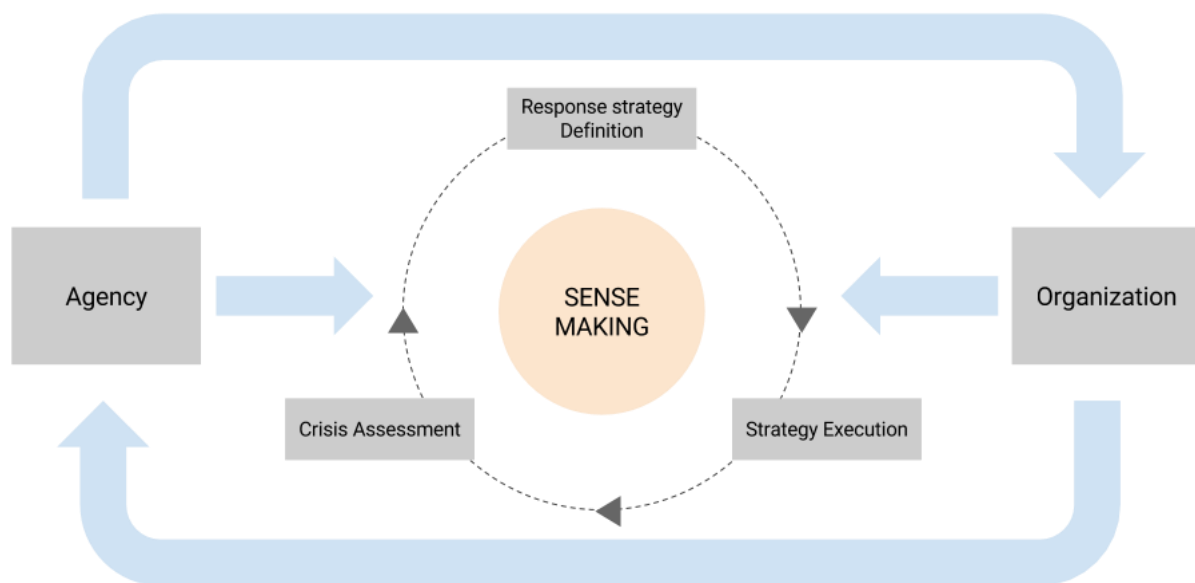 Response strategy
Definition
Agency
SENSE
MAKING
Organization
Crisis Assessment
Strategy Execution